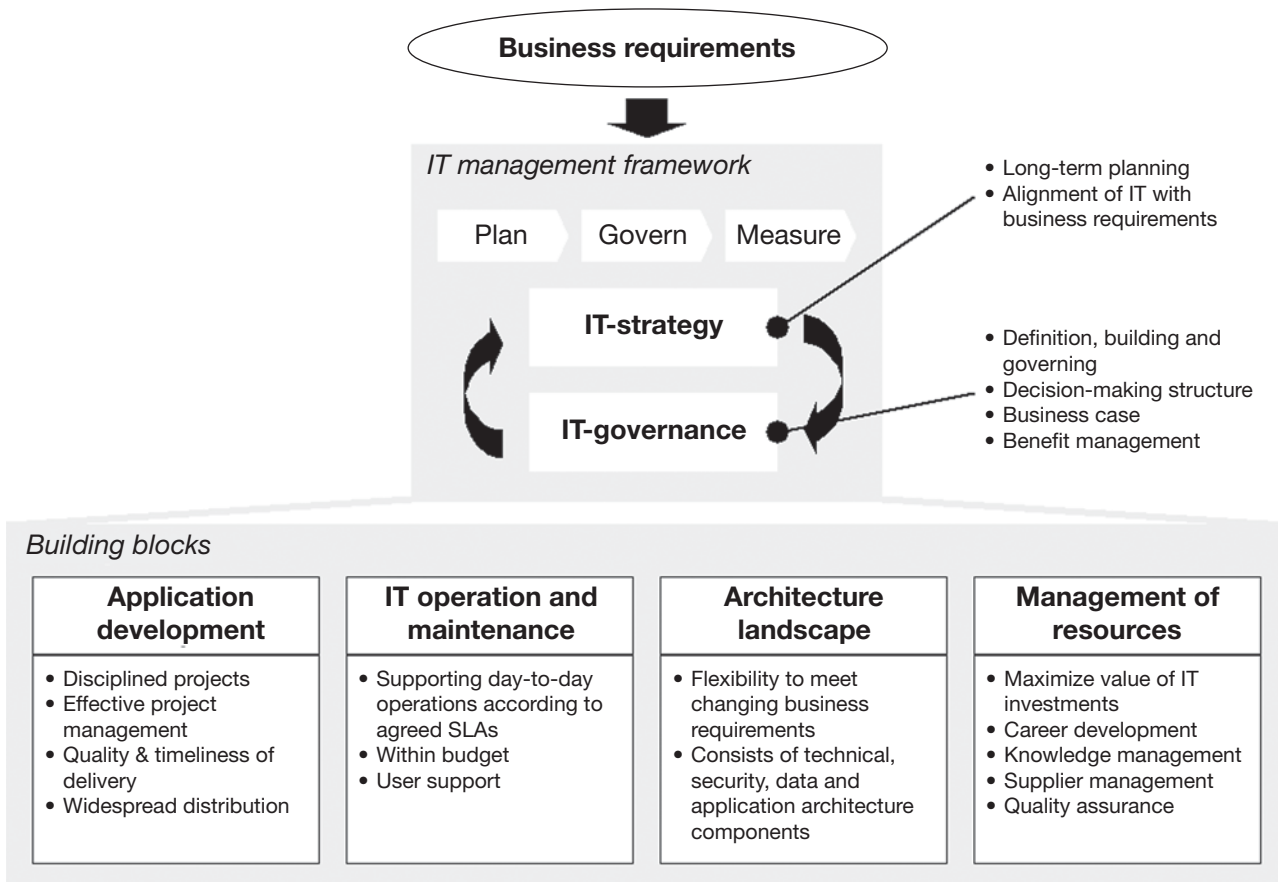 Business requirements
IT management framework
Plan
Govern
Measure
• Long-term planning
• Alignment of IT with
business requirements
IT-strategy
• Definition, building and
governing
• Decision-making structure
• Business case
• Benefit management
IT-governance
Building blocks
Application
development
• Disciplined projects
• Effective project
management
• Quality & timeliness of
delivery
• Widespread distribution
IT operation and
maintenance
• Supporting day-to-day
operations according to
agreed SLAs
• Within budget
• User support
Architecture
landscape
• Flexibility to meet
changing business
requirements
• Consists of technical,
security, data and
application architecture
components
Management of
resources
• Maximize value of IT
investments
• Career development
• Knowledge management
• Supplier management
• Quality assurance